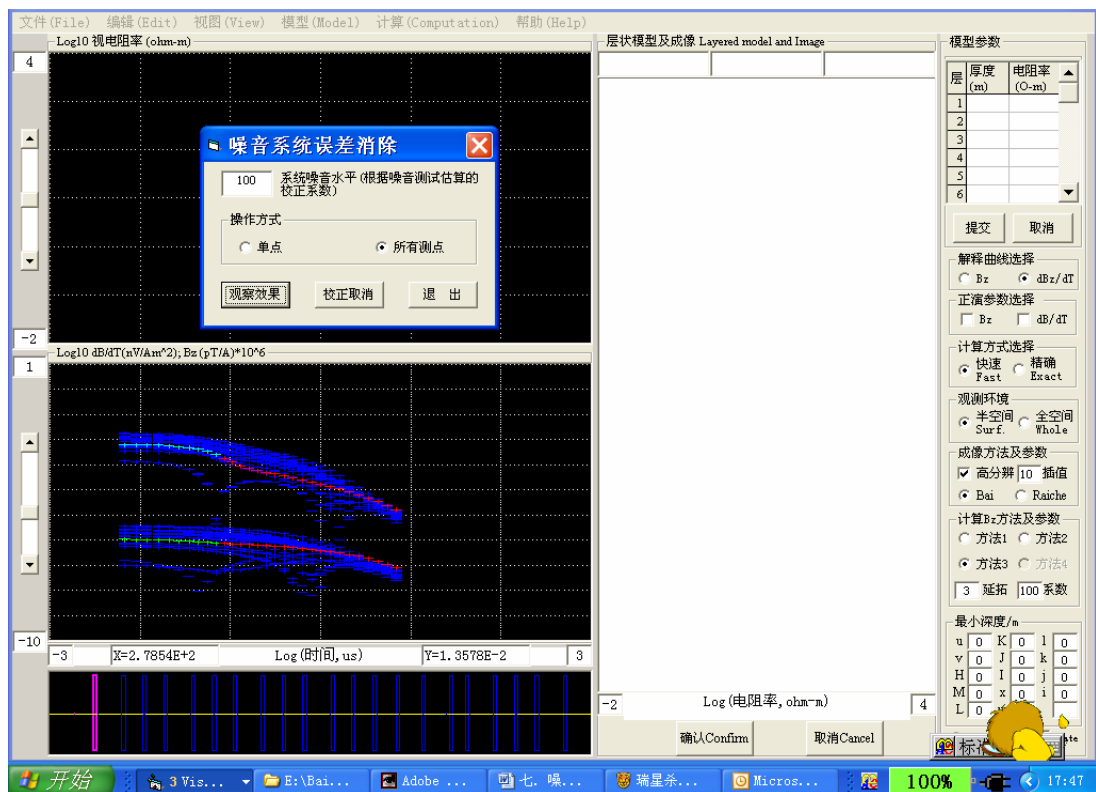 文件(File) 编辑(Edit) 视图(View) 模型(Model) 计算(Computation) 帮助(Help)
Log10 视电阻率 (ohm-m)
4
-2
噪音系统误差消除
100 系统噪音水平 (根据噪音测试估算的
校正系数)
操作方式
单点 所有测点
观察效果 校正取消 退 出
Log10 dB/dT(nV/Am^2); Bz(pT/A)*10^6
1
-10
-3 X=2.7854E+2 Log(时间,us) Y=1.3578E-2 3
层状模型及成像 Layered model and Image
-2 Log(电阻率,ohm-m) 4
确认Confirm 取消Cancel
模型参数
层 厚度 电阻率
(m) (O-m)
1
2
3
4
5
6
提交 取消
解释曲线选择
Bz dBz/dT
正演参数选择
Bz dB/dT
计算方式选择
快速 精确
Fast Exact
观测环境
半空间 全空间
Surf. Whole
成像方法及参数
高分辨 10 插值
Bai Raiche
计算Bz方法及参数
方法1 方法2
方法3 方法4
3 延拓 100 系数
最小深度/m
u 0 K 0 l 0
v 0 J 0 k 0
H 0 I 0 j 0
M 0 x 0 i 0
L 0
标
开始 3 Vis... E:\Bai... Adobe ... 七. 噪... 瑞星杀... Micros... 100% 17:47